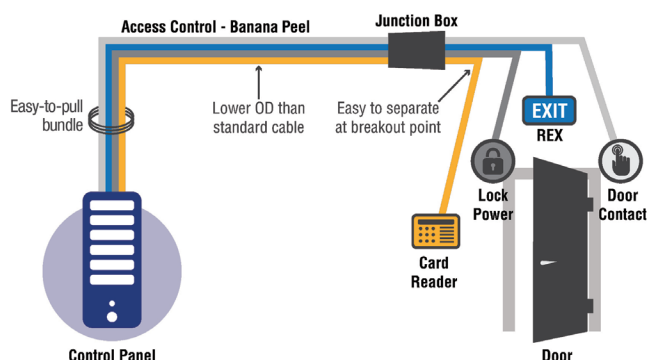 Access Control - Banana Peel
Junction Box
Easy-to-pull
bundle
Lower OD than
standard cable
Easy to separate
at breakout point
EXIT
REX
Lock
Power
Door
Contact
Card
Reader
Control Panel
Door